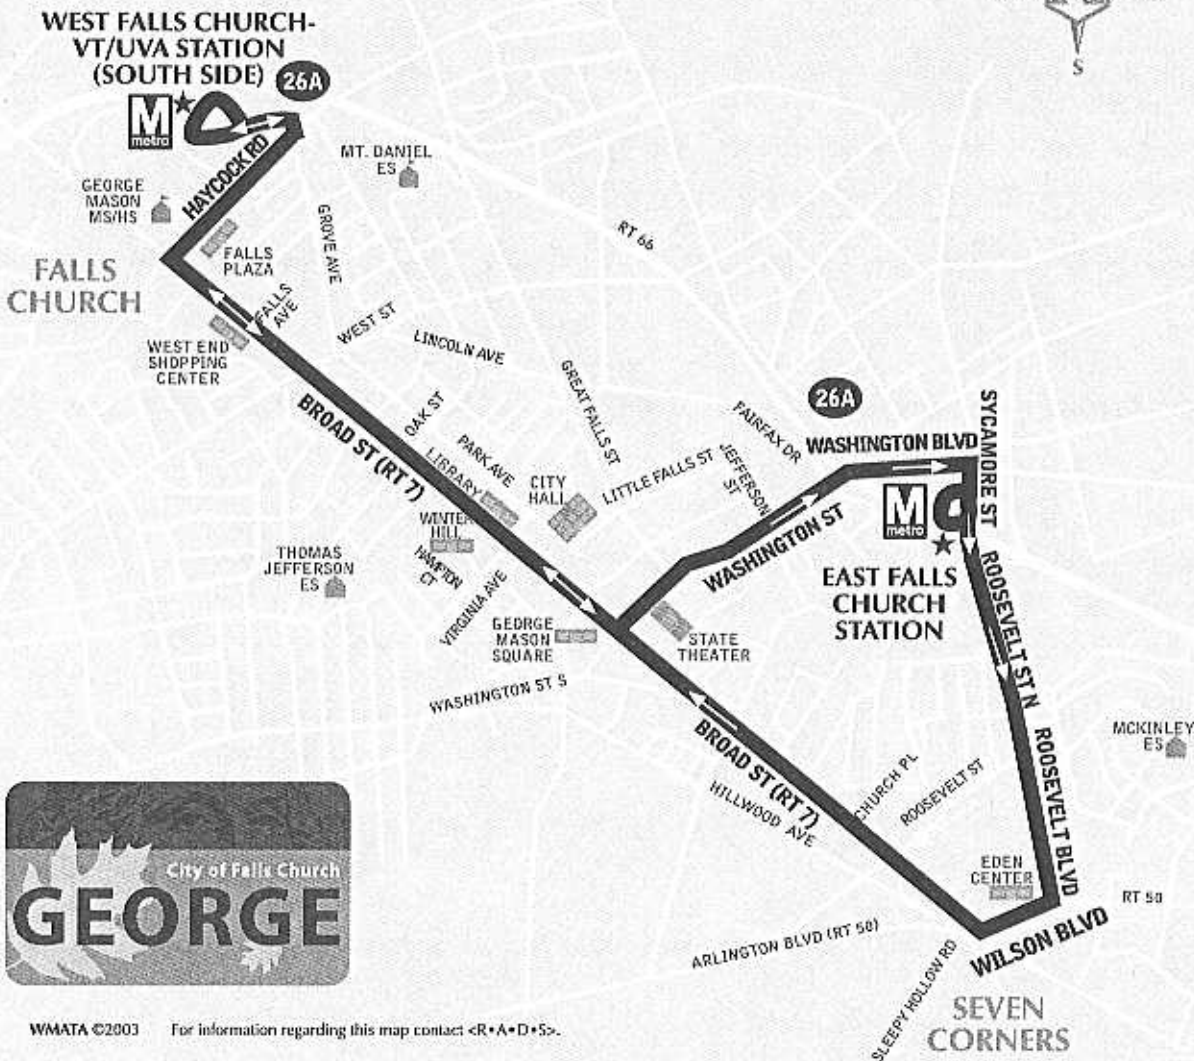 WEST FALLS CHURCH-
VT/UVA STATION
(SOUTH SIDE)
26A
S
M
metro
HAYCOCK RD
MT. DANIEL
ES
GEORGE
MASON
MS/HS
GROVE AVE
RT 66
FALLS
PLAZA
FALLS
CHURCH
FALLS
AVE
WEST ST
LINCOLN AVE
WEST END
SHOPPING
CENTER
BROAD ST (RT 7)
OAK ST
GREAT FALLS ST
26A
FAIRFAX DR
WASHINGTON BLVD
SYCAMORE ST
PARK AVE
LIBRARY
CITY
HALL
LITTLE FALLS ST
JEFFERSON
ST
M
metro
WINTER
HILL
HAMPTON
CT
WASHINGTON ST
THOMAS
JEFFERSON
ES
VIRGINIA AVE
EAST FALLS
CHURCH
STATION
ROOSEVELT ST N
GEORGE
MASON
SQUARE
STATE
THEATER
WASHINGTON ST S
BROAD ST (RT 7)
HILLWOOD AVE
CHURCH PL
ROOSEVELT ST
ROOSEVELT BLVD
MCKINLEY
ES
EDEN
CENTER
RT 50
ARLINGTON BLVD (RT 50)
WILSON BLVD
SLEEPY HOLLOW RD
SEVEN
CORNERS
City of Falls Church
GEORGE
WMATA ©2003 For information regarding this map contact <R•A•D•S>.